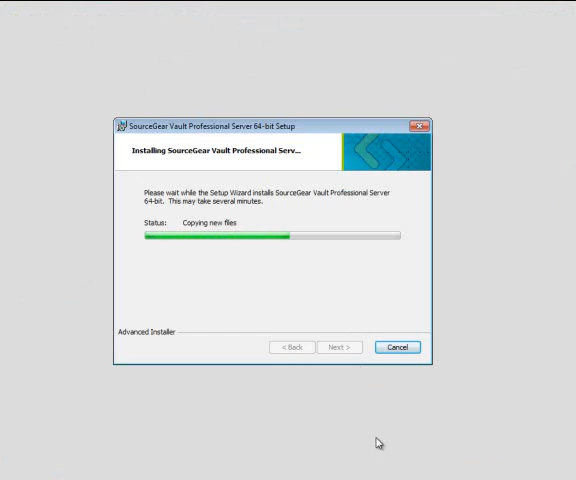 SourceGear Vault Professional Server 64-bit Setup
Installing SourceGear Vault Professional Serv...
Please wait while the Setup Wizard installs SourceGear Vault Professional Server
64-bit. This may take several minutes.
Status: Copying new files
Advanced Installer
< Back Next > Cancel